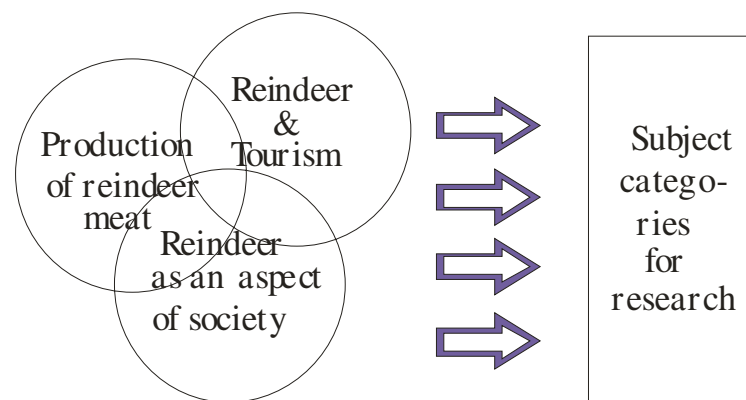 Reindeer
&
Tourism
Production
of reindeer
meat
Reindeer
as an aspect
of society
Subject
catego-
ries
for
research